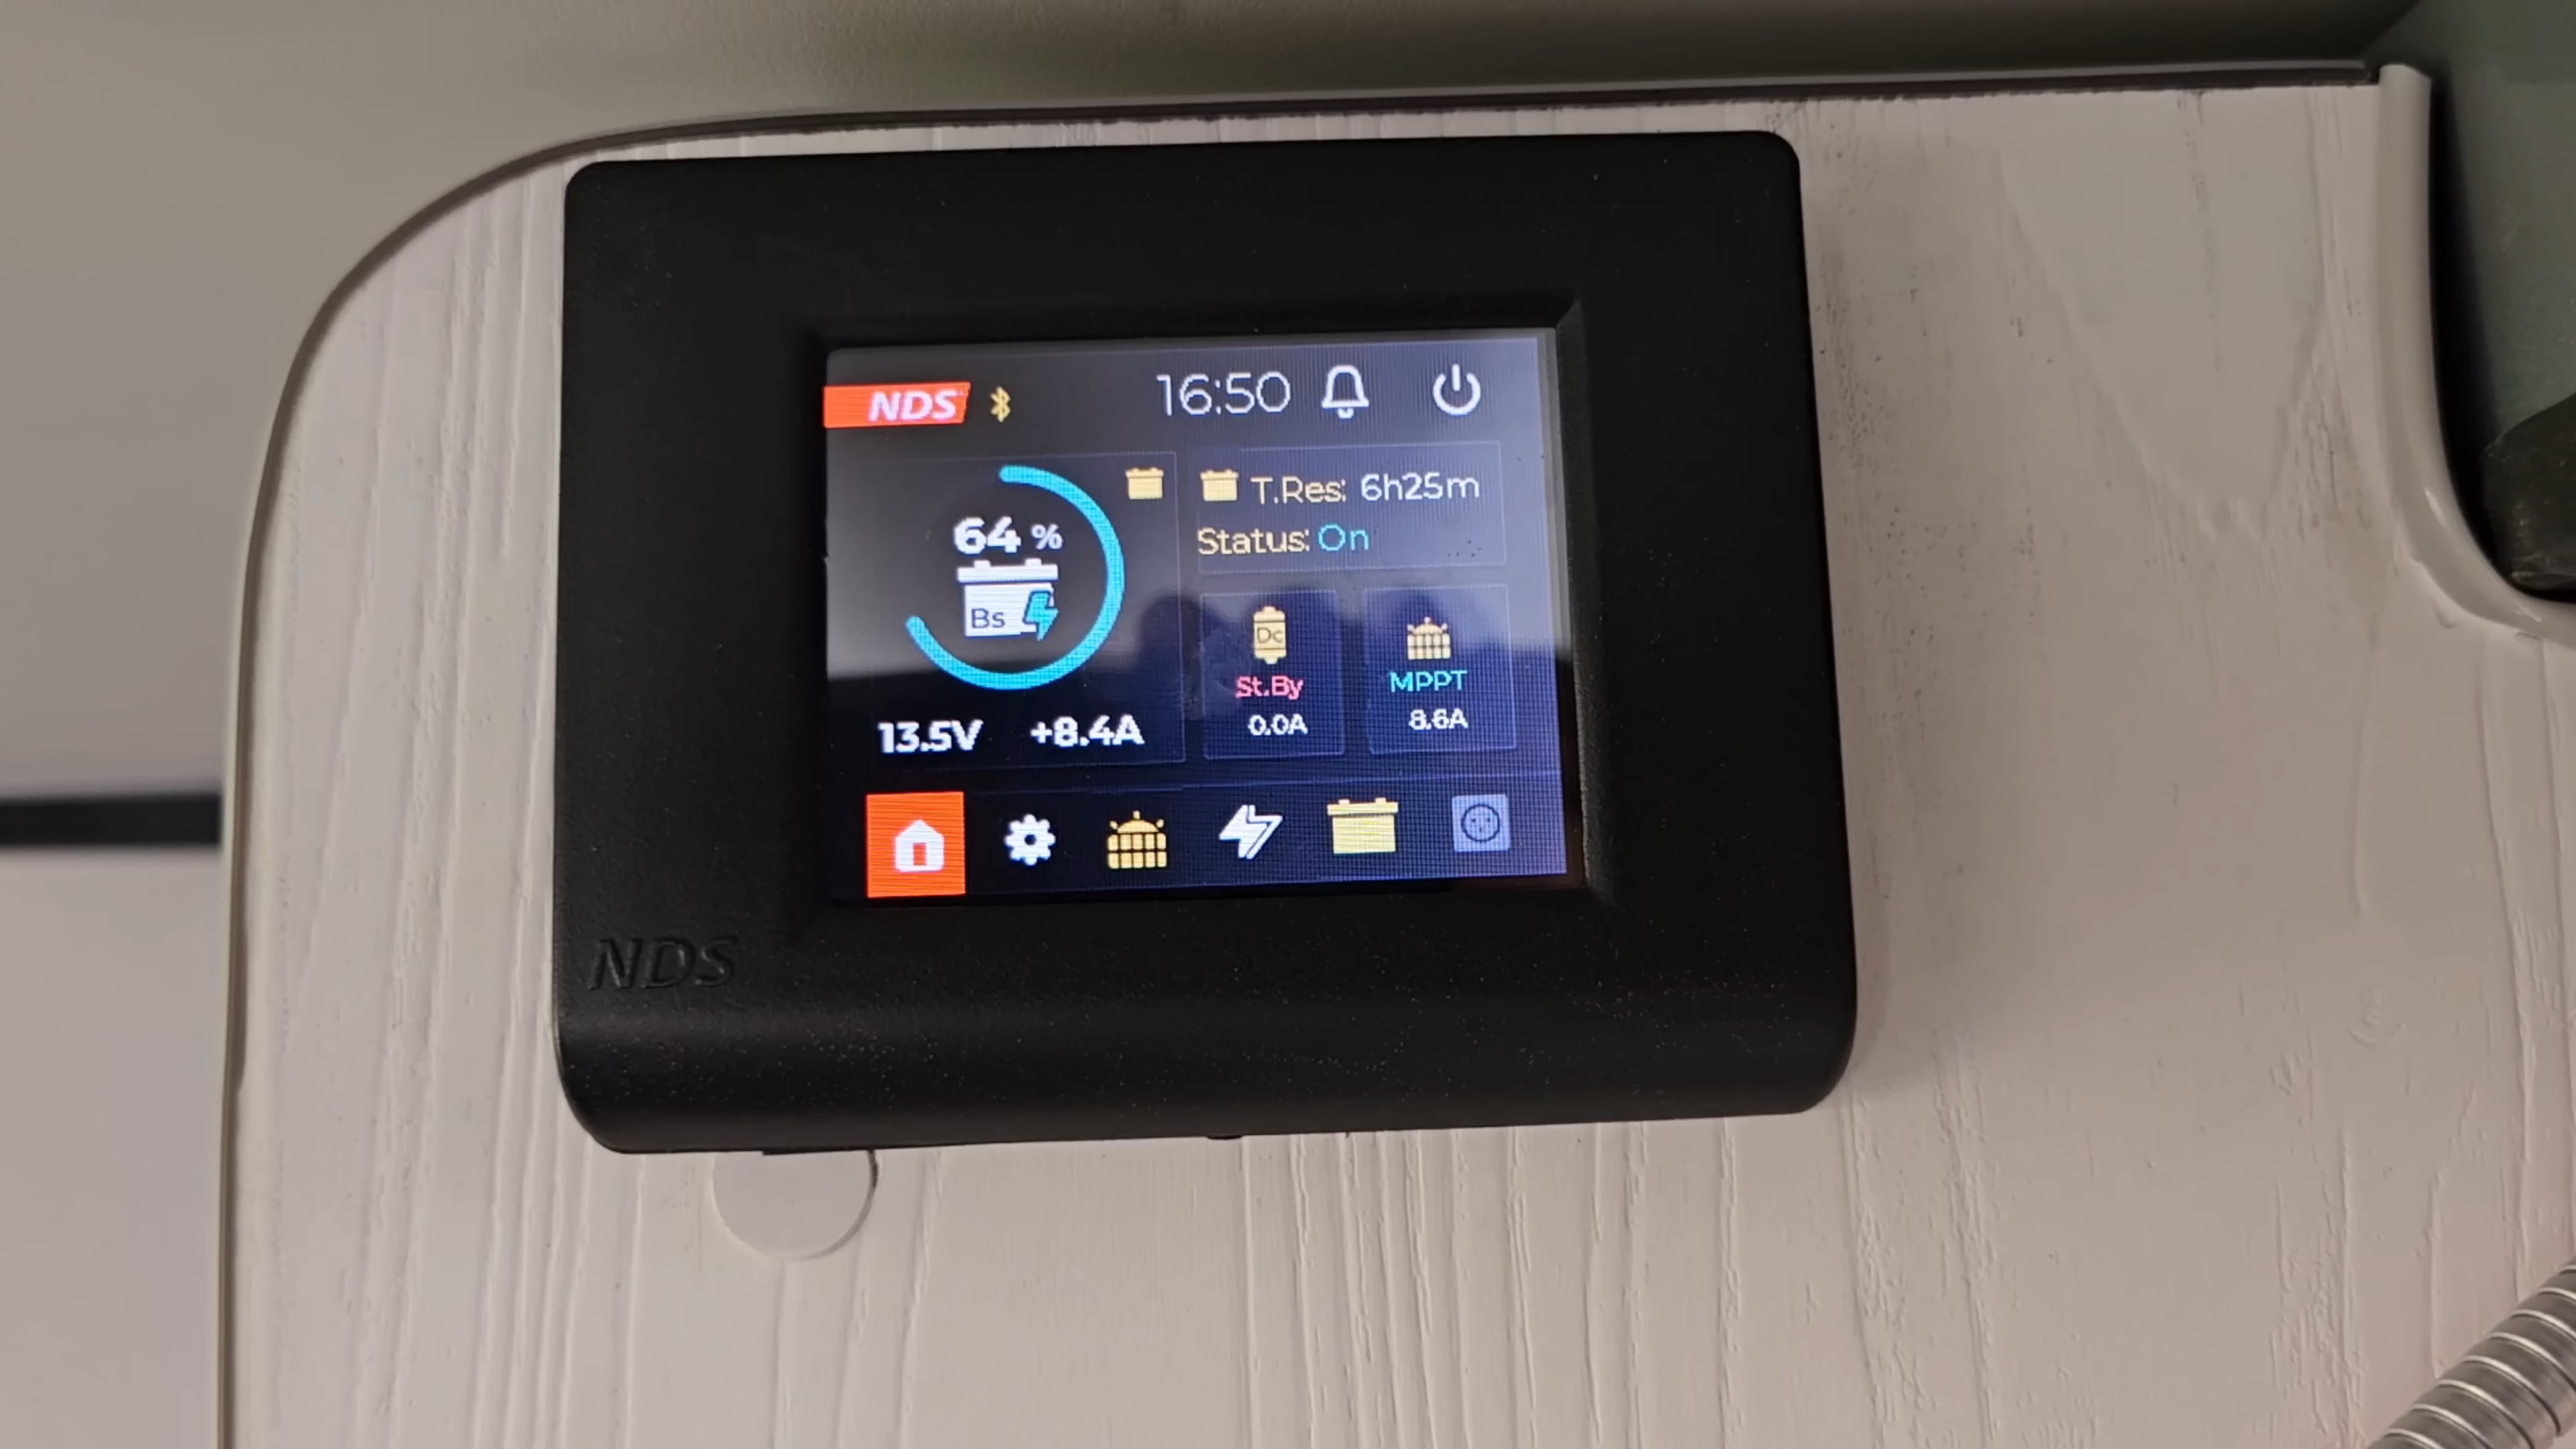 NDS 16:50
64 %
Bs
13.5V +8.4A
T.Res: 6h25m
Status: On
Dc
St.By
0.0A
MPPT
8.6A
NDS